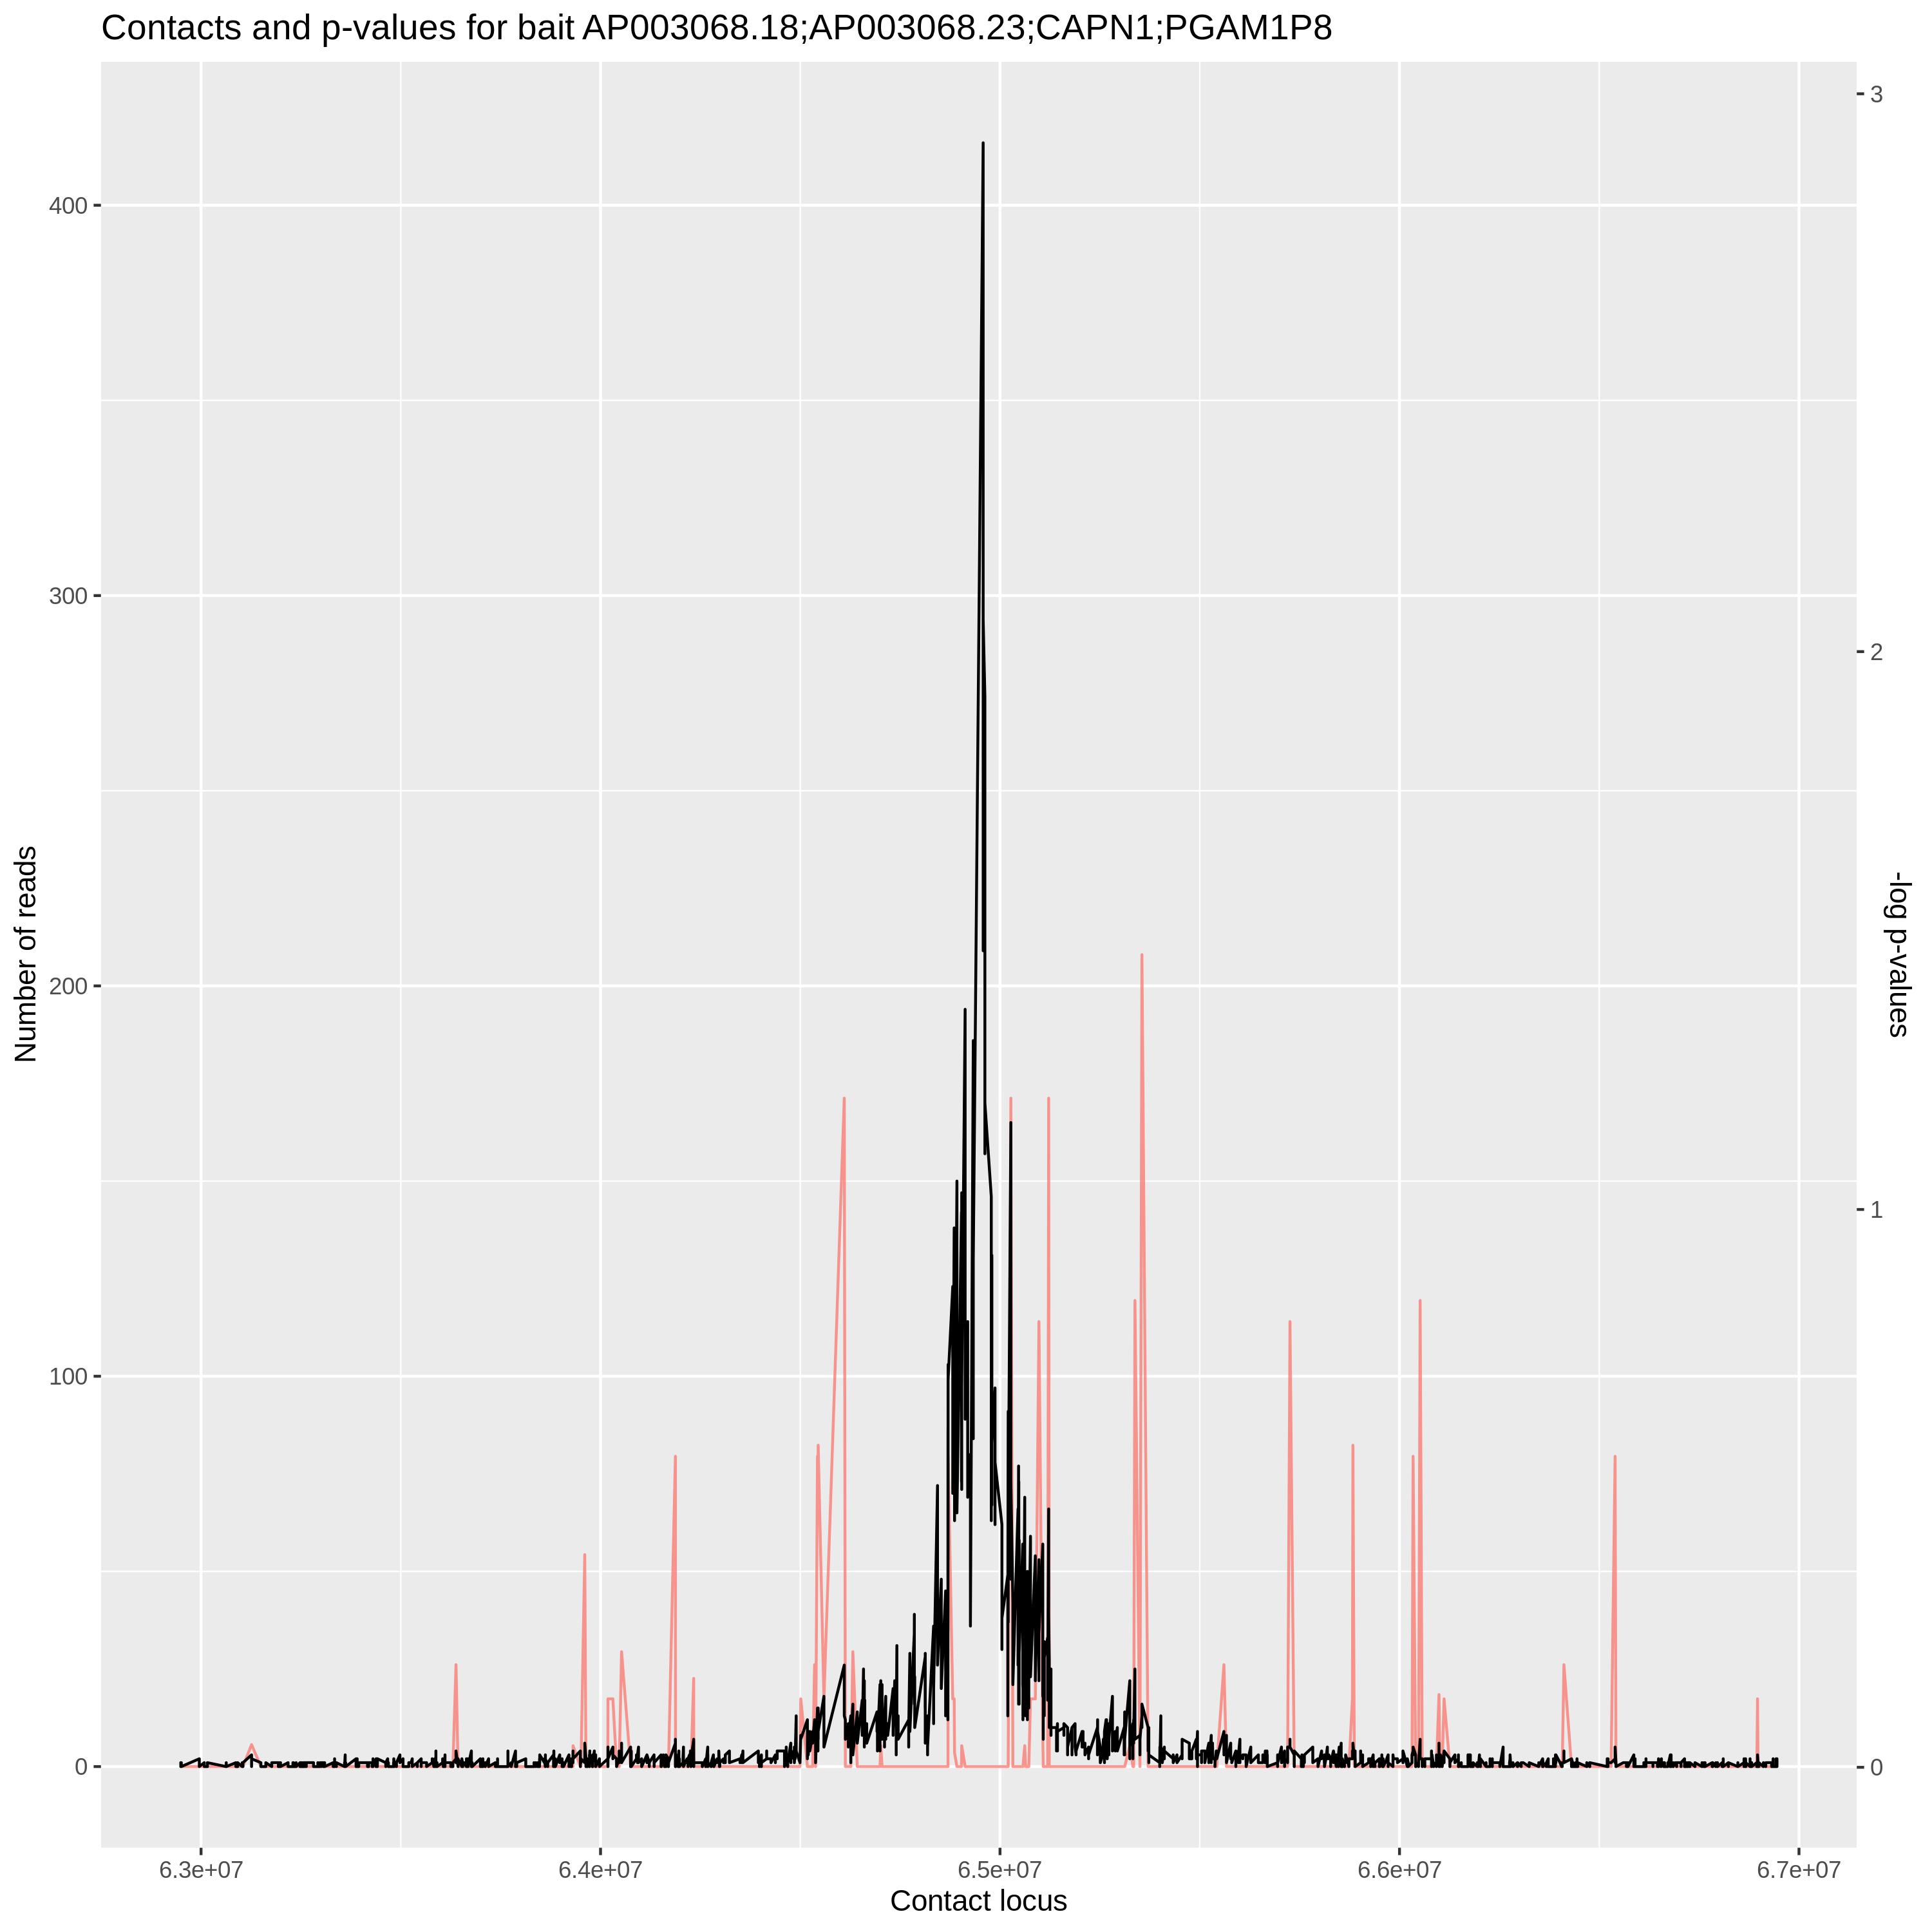 Contacts and p-values for bait AP003068.18;AP003068.23;CAPN1;PGAM1P8
400
300
200
100
0
Number of reads
3
2
1
0
-log p-values
6.3e+07
6.4e+07
6.5e+07
6.6e+07
6.7e+07
Contact locus